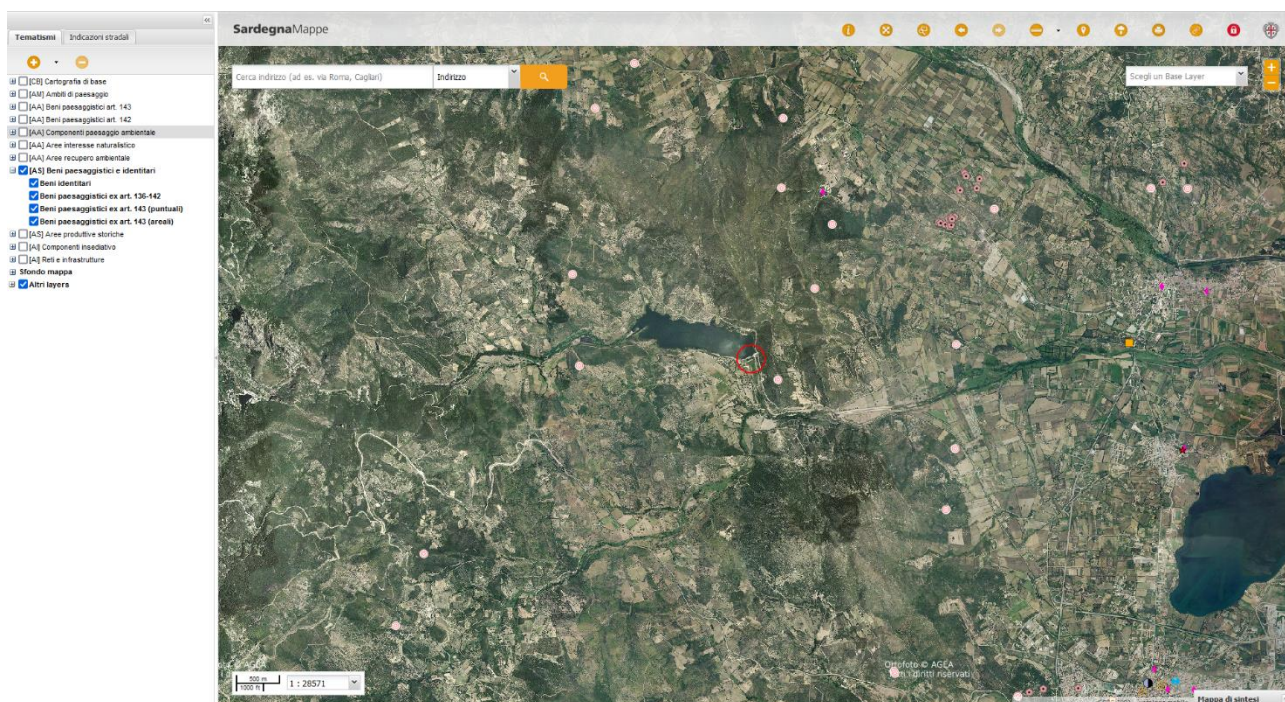 Tematismi
Indicazioni stradali
[CB] Cartografia di base
[AM] Ambiti di paesaggio
[AA] Beni paesaggistici art. 143
[AA] Beni paesaggistici art. 142
[AA] Componenti paesaggio ambientale
[AA] Aree interesse naturalistico
[AA] Aree recupero ambientale
[AS] Beni paesaggistici e identitari
Beni identitari
Beni paesaggistici ex art. 136-142
Beni paesaggistici ex art. 143 (puntuali)
Beni paesaggistici ex art. 143 (areali)
[AS] Aree produttive storiche
[AI] Componenti insediativo
[AI] Reti e infrastrutture
Sfondo mappa
Altri layers
SardegnaMappe
Cerca indirizzo (ad es. via Roma, Cagliari)
Indirizzo
Scegli un Base Layer
© AGEA
500 m
1000 ft
1 : 28571
Ortofoto © AGEA
Tutti i diritti riservati
Mappa di sintesi